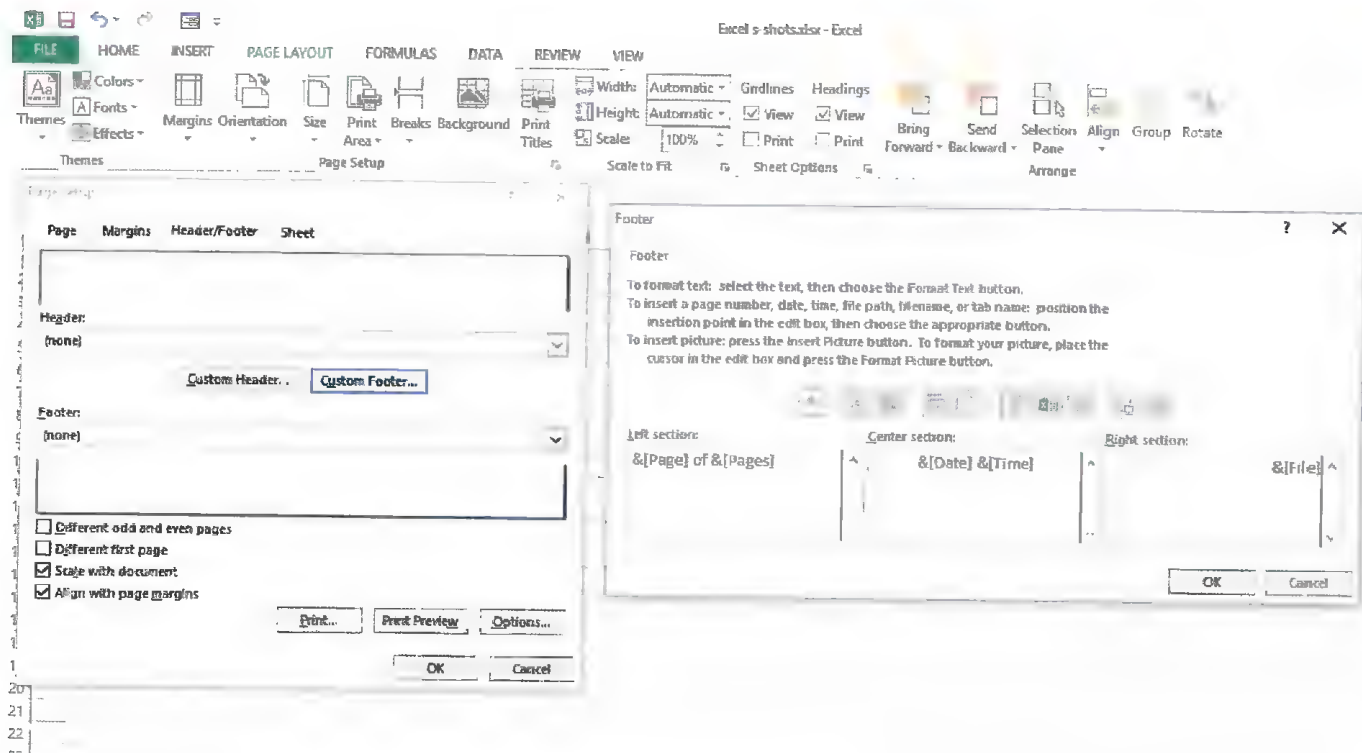 Excel s-shots.xlsx - Excel
FILE HOME INSERT PAGE LAYOUT FORMULAS DATA REVIEW VIEW
Aa Colors Width: Automatic Gridlines Headings
Fonts Height: Automatic View View
Themes Effects Margins Orientation Size Print Area Breaks Background Print Titles Scale: 100% Print Print Bring Forward Send Backward Selection Pane Align Group Rotate
Themes Page Setup Scale to Fit Sheet Options Arrange
Page Setup ? ×
Page Margins Header/Footer Sheet
Header:
(none)
Custom Header. . Custom Footer...
Footer:
(none)
Different odd and even pages
Different first page
Scale with document
Align with page margins
Print... Print Preview Options...
OK Cancel
Footer ? ×
Footer
To format text: select the text, then choose the Format Text button.
To insert a page number, date, time, file path, filename, or tab name: position the
insertion point in the edit box, then choose the appropriate button.
To insert picture: press the Insert Picture button. To format your picture, place the
cursor in the edit box and press the Format Picture button.
Left section: Center section: Right section:
&[Page] of &[Pages] &[Date] &[Time] &[File]
OK Cancel
20
21
22